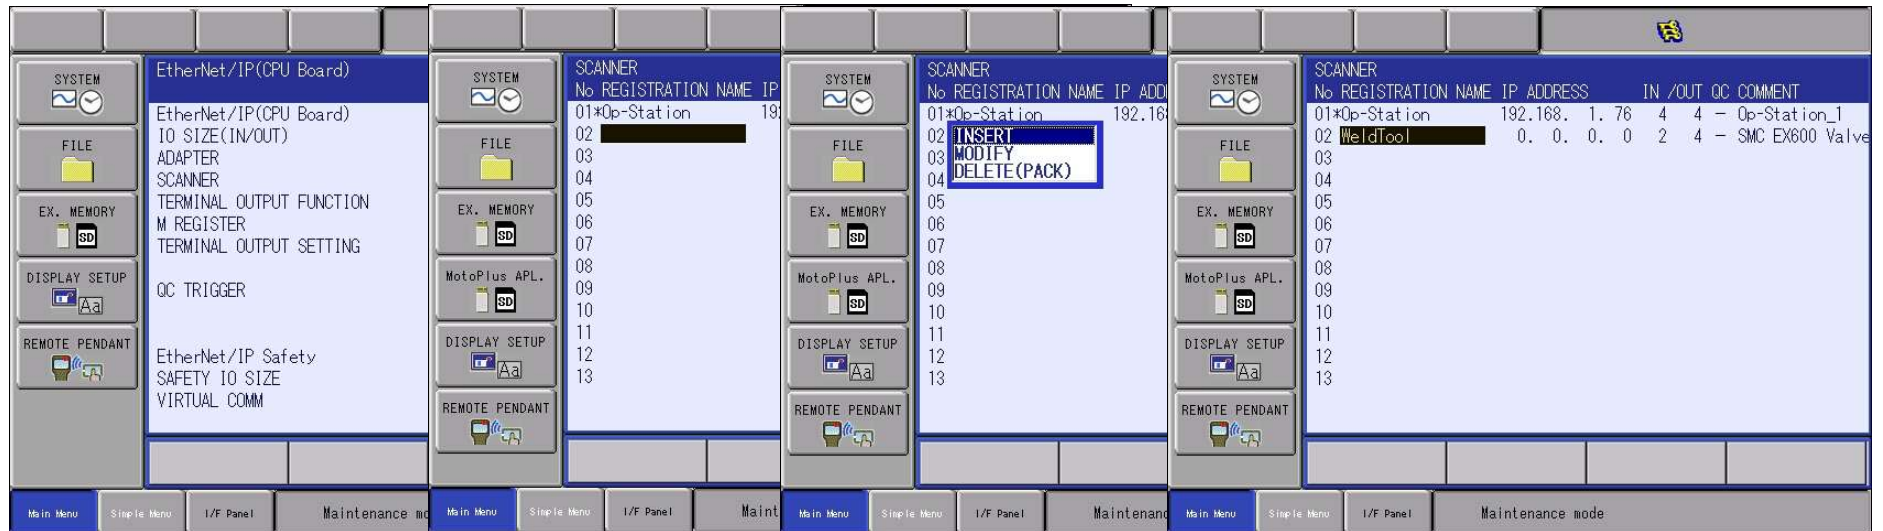 EtherNet/IP(CPU Board)
SYSTEM
FILE
EX. MEMORY
SD
DISPLAY SETUP
Aa
REMOTE PENDANT
EtherNet/IP(CPU Board)
IO SIZE(IN/OUT)
ADAPTER
SCANNER
TERMINAL OUTPUT FUNCTION
M REGISTER
TERMINAL OUTPUT SETTING
QC TRIGGER
EtherNet/IP Safety
SAFETY IO SIZE
VIRTUAL COMM
Main Menu
Simple Menu
I/F Panel
Maintenance mo
SYSTEM
FILE
EX. MEMORY
SD
MotoPlus APL.
SD
DISPLAY SETUP
Aa
REMOTE PENDANT
SCANNER
No REGISTRATION NAME IP
01*Op-Station 19
02
03
04
05
06
07
08
09
10
11
12
13
Main Menu
Simple Menu
I/F Panel
Maint
SYSTEM
FILE
EX. MEMORY
SD
MotoPlus APL.
SD
DISPLAY SETUP
Aa
REMOTE PENDANT
SCANNER
No REGISTRATION NAME IP ADD
01*Op-Station 192.168
02 INSERT
03 MODIFY
04 DELETE(PACK)
05
06
07
08
09
10
11
12
13
Main Menu
Simple Menu
I/F Panel
Maintenanc
SYSTEM
FILE
EX. MEMORY
SD
MotoPlus APL.
SD
DISPLAY SETUP
Aa
REMOTE PENDANT
SCANNER
No REGISTRATION NAME IP ADDRESS IN /OUT QC COMMENT
01*Op-Station 192.168. 1. 76 4 4 - Op-Station_1
02 WeldTool 0. 0. 0. 0 2 4 - SMC EX600 Valve
03
04
05
06
07
08
09
10
11
12
13
Main Menu
Simple Menu
I/F Panel
Maintenance mode